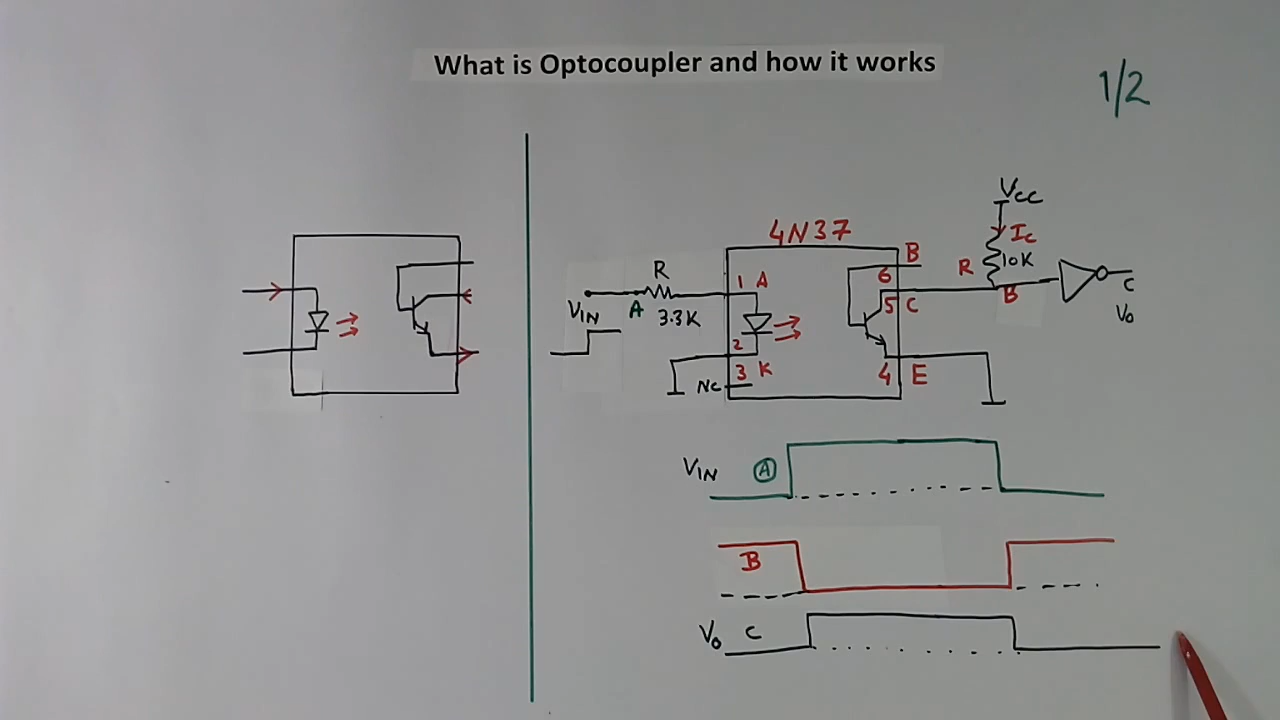 What is Optocoupler and how it works
1/2
4N37
VCC
IC
R
10K
B
C
VO
R
3.3K
VIN
A
1 A
2
3 K
NC
6 B
5 C
4 E
VIN A
B
VO C